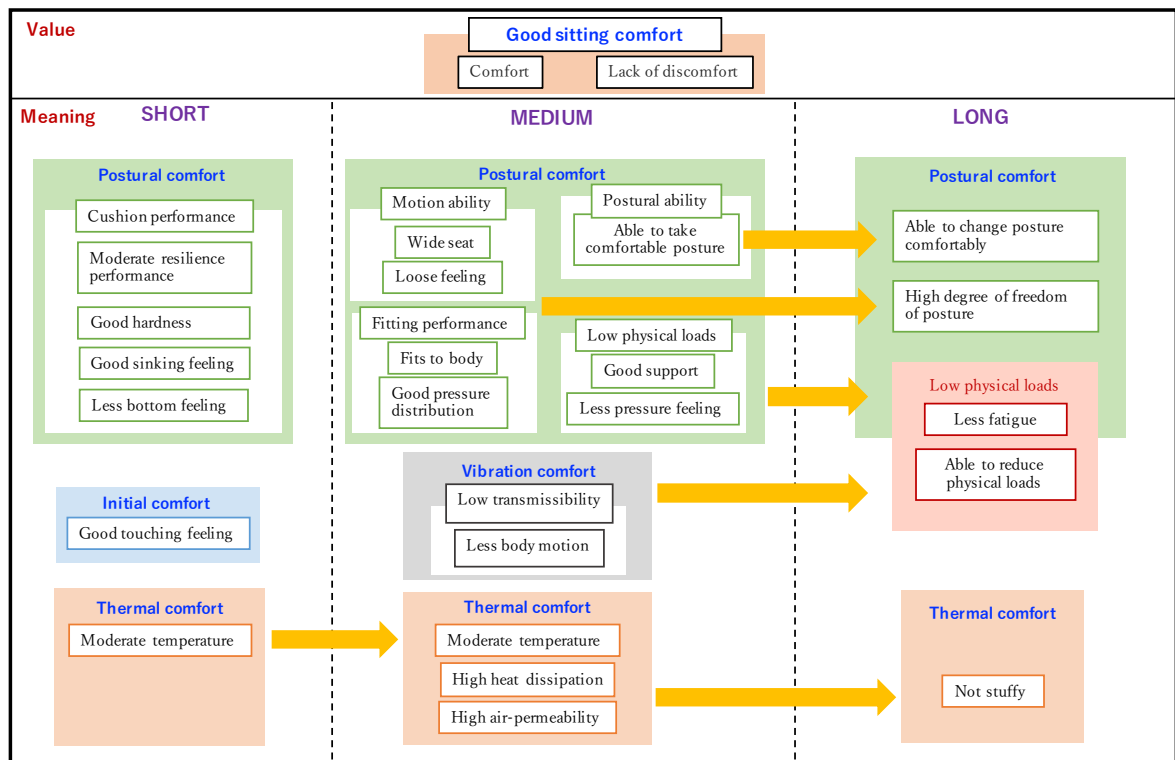 Value
Good sitting comfort
Comfort
Lack of discomfort
Meaning
SHORT
MEDIUM
LONG
Postural comfort
Cushion performance
Moderate resilience
performance
Good hardness
Good sinking feeling
Less bottom feeling
Initial comfort
Good touching feeling
Thermal comfort
Moderate temperature
Postural comfort
Motion ability
Wide seat
Loose feeling
Postural ability
Able to take
comfortable posture
Fitting performance
Fits to body
Good pressure
distribution
Low physical loads
Good support
Less pressure feeling
Vibration comfort
Low transmissibility
Less body motion
Thermal comfort
Moderate temperature
High heat dissipation
High air-permeability
Postural comfort
Able to change posture
comfortably
High degree of freedom
of posture
Low physical loads
Less fatigue
Able to reduce
physical loads
Thermal comfort
Not stuffy